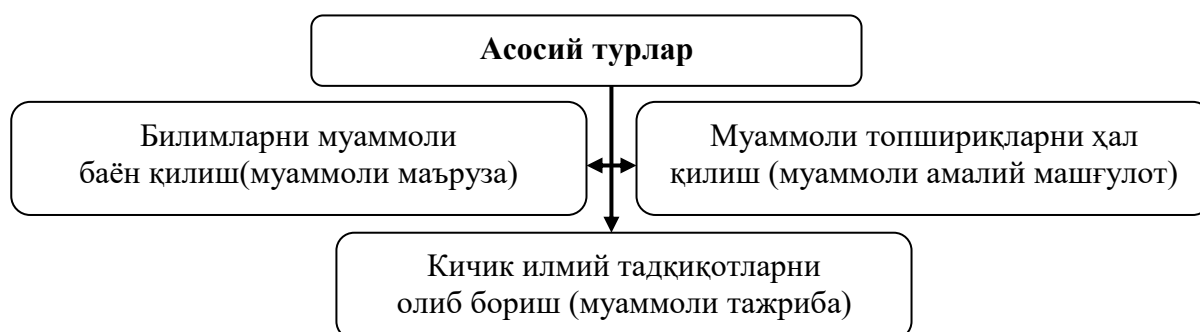 Асосий турлар
Билимларни муаммоли
баён қилиш(муаммоли маъруза)
Муаммоли топшириқларни ҳал
қилиш (муаммоли амалий машғулот)
Кичик илмий тадқиқотларни
олиб бориш (муаммоли тажриба)